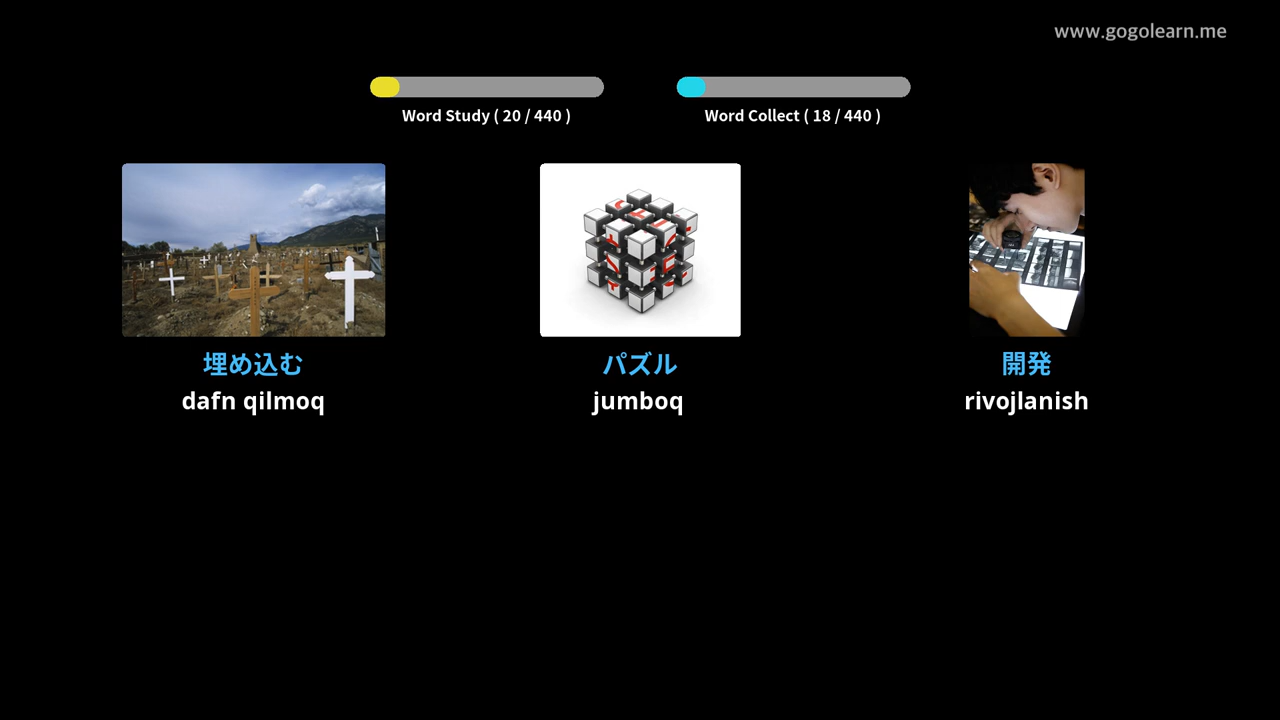 www.gogolearn.me
Word Study ( 20 / 440 )
Word Collect ( 18 / 440 )
埋め込む
dafn qilmoq
パズル
jumboq
開発
rivojlanish